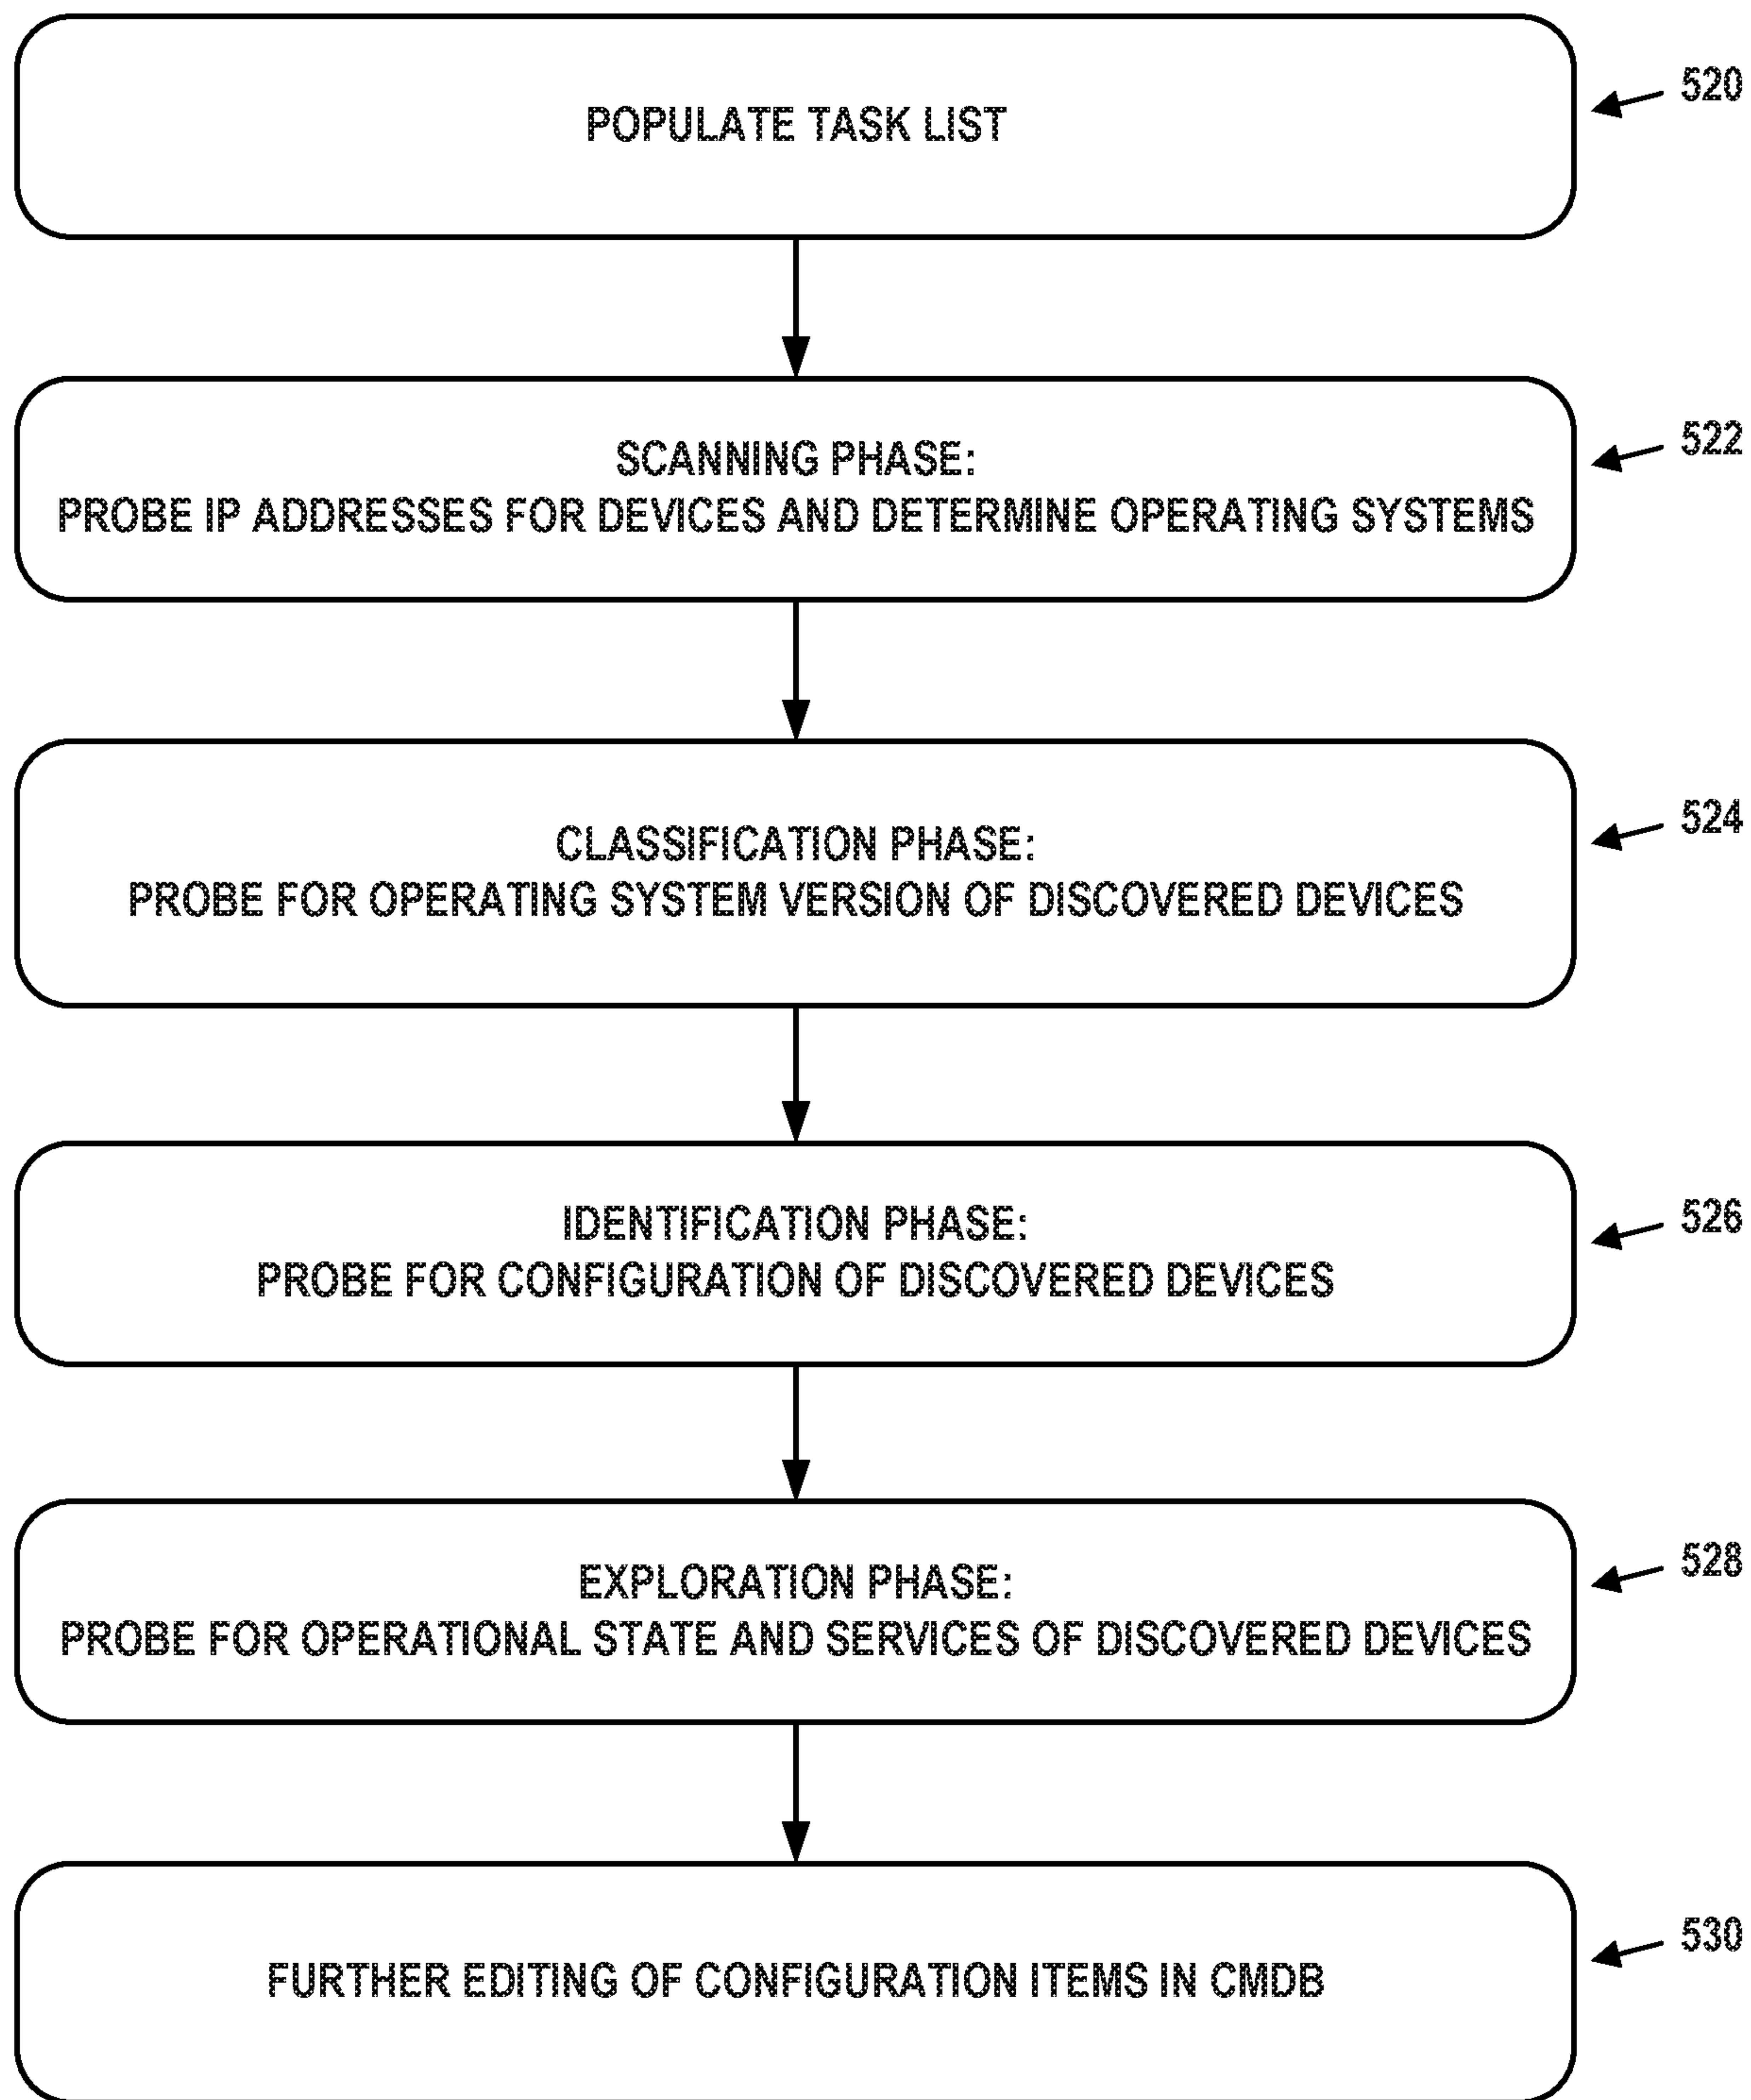 POPULATE TASK LIST
520
SCANNING PHASE:
PROBE IP ADDRESSES FOR DEVICES AND DETERMINE OPERATING SYSTEMS
522
CLASSIFICATION PHASE:
PROBE FOR OPERATING SYSTEM VERSION OF DISCOVERED DEVICES
524
IDENTIFICATION PHASE:
PROBE FOR CONFIGURATION OF DISCOVERED DEVICES
526
EXPLORATION PHASE:
PROBE FOR OPERATIONAL STATE AND SERVICES OF DISCOVERED DEVICES
528
FURTHER EDITING OF CONFIGURATION ITEMS IN CMDB
530